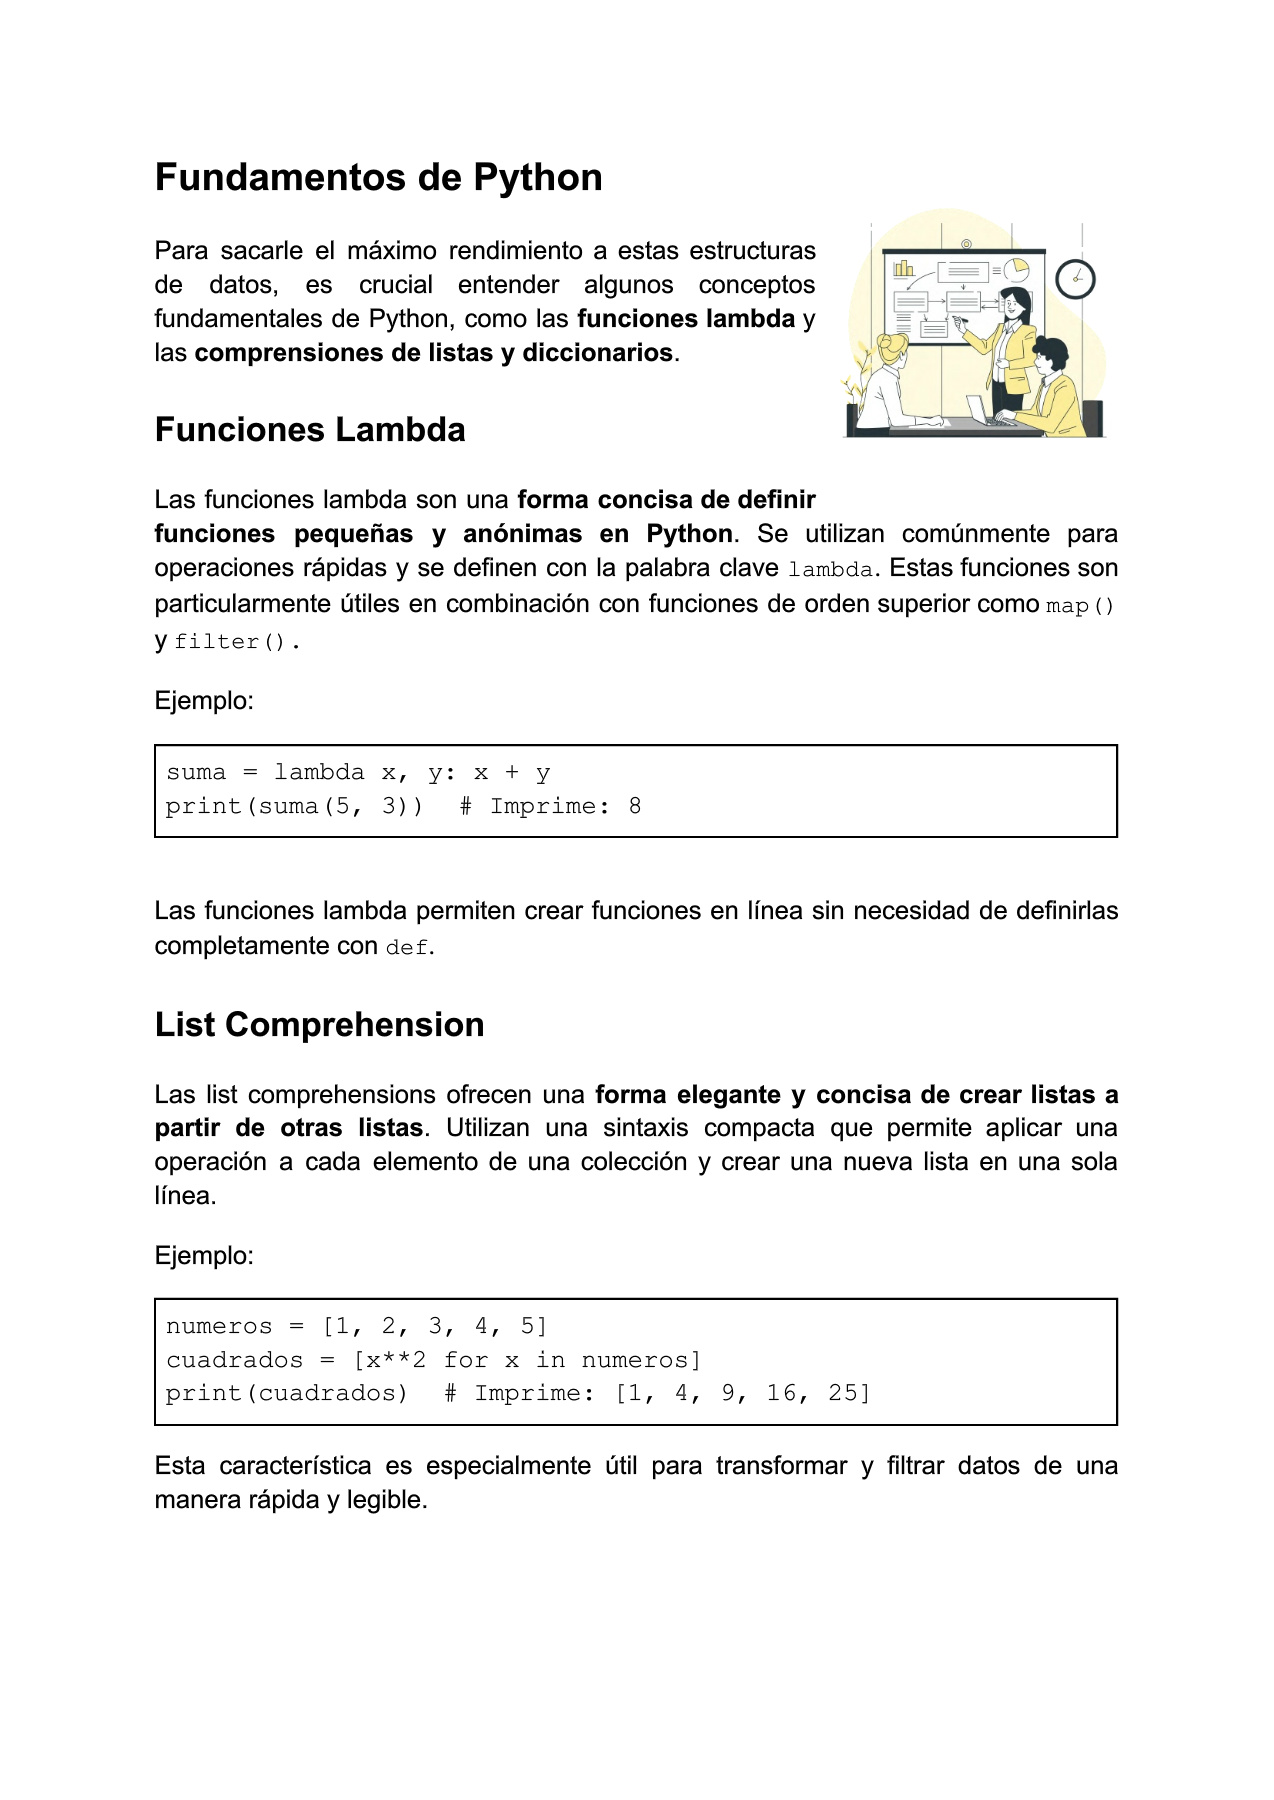 Fundamentos de Python
Para sacarle el máximo rendimiento a estas estructuras
de datos, es crucial entender algunos conceptos
fundamentales de Python, como las funciones lambda y
las comprensiones de listas y diccionarios.
Funciones Lambda
Las funciones lambda son una forma concisa de definir
funciones pequeñas y anónimas en Python. Se utilizan comúnmente para
operaciones rápidas y se definen con la palabra clave lambda. Estas funciones son
particularmente útiles en combinación con funciones de orden superior como map()
y filter().
Ejemplo:
suma = lambda x, y: x + y
print(suma(5, 3))  # Imprime: 8
Las funciones lambda permiten crear funciones en línea sin necesidad de definirlas
completamente con def.
List Comprehension
Las list comprehensions ofrecen una forma elegante y concisa de crear listas a
partir de otras listas. Utilizan una sintaxis compacta que permite aplicar una
operación a cada elemento de una colección y crear una nueva lista en una sola
línea.
Ejemplo:
numeros = [1, 2, 3, 4, 5]
cuadrados = [x**2 for x in numeros]
print(cuadrados)  # Imprime: [1, 4, 9, 16, 25]
Esta característica es especialmente útil para transformar y filtrar datos de una
manera rápida y legible.